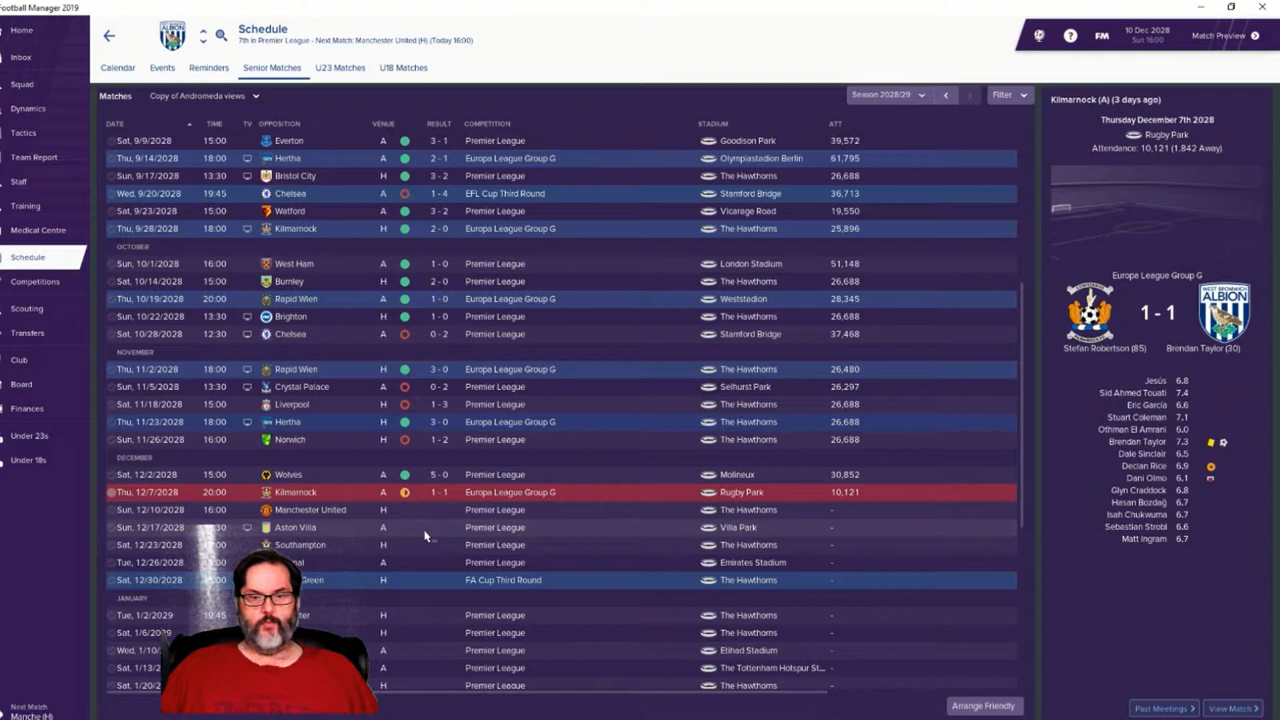 Football Manager 2019
Schedule
7th in Premier League - Next Match: Manchester United (H) (Today 16:00)
FM
10 Dec 2028
Sun 16:00
Match Preview
Home
Inbox
Squad
Dynamics
Tactics
Team Report
Staff
Training
Medical Centre
Schedule
Competitions
Scouting
Transfers
Club
Board
Finances
Under 23s
Under 18s
Next Match
Manche (H)
Calendar Events Reminders Senior Matches U23 Matches U18 Matches
Matches Copy of Andromeda views Season 2028/29 Filter
DATE TIME TV OPPOSITION VENUE RESULT COMPETITION STADIUM ATT
Sat, 9/9/2028 15:00 Everton A 3 - 1 Premier League Goodison Park 39,572
Thu, 9/14/2028 18:00 Hertha A 2 - 1 Europa League Group G Olympiastadion Berlin 61,795
Sun, 9/17/2028 13:30 Bristol City H 3 - 2 Premier League The Hawthorns 26,688
Wed, 9/20/2028 19:45 Chelsea A 1 - 4 EFL Cup Third Round Stamford Bridge 36,713
Sat, 9/23/2028 15:00 Watford A 3 - 2 Premier League Vicarage Road 19,550
Thu, 9/28/2028 18:00 Kilmarnock H 2 - 0 Europa League Group G The Hawthorns 25,896
OCTOBER
Sun, 10/1/2028 16:00 West Ham A 1 - 0 Premier League London Stadium 51,148
Sat, 10/14/2028 15:00 Burnley H 2 - 0 Premier League The Hawthorns 26,688
Thu, 10/19/2028 20:00 Rapid Wien A 1 - 0 Europa League Group G Weststadion 28,345
Sun, 10/22/2028 13:30 Brighton H 1 - 0 Premier League The Hawthorns 26,688
Sat, 10/28/2028 12:30 Chelsea A 0 - 2 Premier League Stamford Bridge 37,468
NOVEMBER
Thu, 11/2/2028 18:00 Rapid Wien H 3 - 0 Europa League Group G The Hawthorns 26,480
Sun, 11/5/2028 13:30 Crystal Palace A 0 - 2 Premier League Selhurst Park 26,297
Sat, 11/18/2028 15:00 Liverpool H 1 - 3 Premier League The Hawthorns 26,688
Thu, 11/23/2028 18:00 Hertha H 3 - 0 Europa League Group G The Hawthorns 26,688
Sun, 11/26/2028 16:00 Norwich H 1 - 2 Premier League The Hawthorns 26,688
DECEMBER
Sat, 12/2/2028 15:00 Wolves A 5 - 0 Premier League Molineux 30,852
Thu, 12/7/2028 20:00 Kilmarnock A 1 - 1 Europa League Group G Rugby Park 10,121
Sun, 12/10/2028 16:00 Manchester United H Premier League The Hawthorns -
Sun, 12/17/2028 Aston Villa A Premier League Villa Park -
Sat, 12/23/2028 Southampton H Premier League The Hawthorns -
Tue, 12/26/2028 A Premier League Emirates Stadium -
Sat, 12/30/2028 Green H FA Cup Third Round The Hawthorns -
JANUARY
Tue, 1/2/2029 19:45 H Premier League The Hawthorns -
Sat, 1/6/2029 H Premier League The Hawthorns -
Wed, 1/10/ A Premier League Etihad Stadium -
Sat, 1/13/ A Premier League The Tottenham Hotspur St... -
Sat, 1/20/ H Premier League The Hawthorns -
Arrange Friendly
Kilmarnock (A) (3 days ago)
Thursday December 7th 2028
Rugby Park
Attendance: 10,121 (1,842 Away)
Europa League Group G
KILMARNOCK
1 - 1
WEST BROMWICH
ALBION
Stefan Robertson (85) Brendan Taylor (30)
Jesús 6.8
Sid Ahmed Touati 7.4
Eric García 6.6
Stuart Coleman 7.1
Othman El Amrani 6.0
Brendan Taylor 7.3
Dale Sinclair 6.5
Declan Rice 6.9
Dani Olmo 6.1
Glyn Craddock 6.8
Hasan Bozdağ 6.7
Isah Chukwuma 6.7
Sebastian Strobl 6.6
Matt Ingram 6.7
Past Meetings View Match